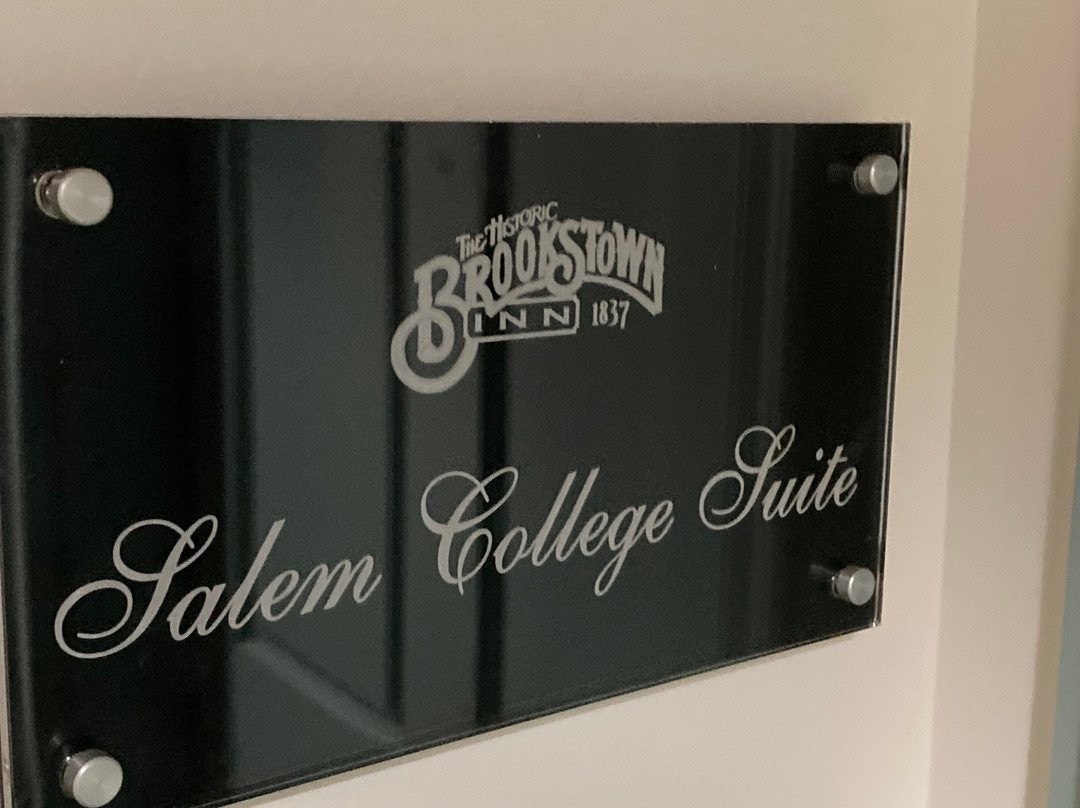 The Historic
Brookstown
INN 1837
Salem College Suite